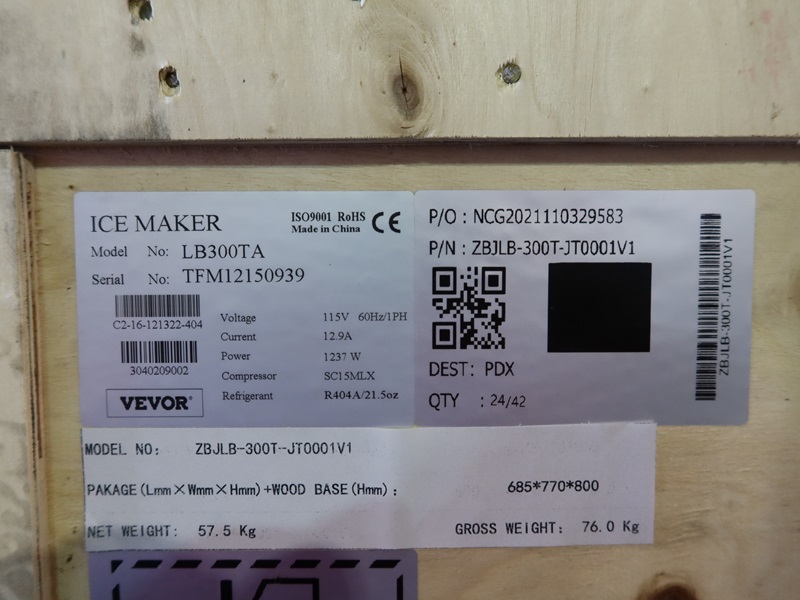 ICE MAKER
ISO9001 RoHS
Made in China
CE
Model No: LB300TA
Serial No: TFM12150939
C2-16-121322-404
3040209002
VEVOR
Voltage 115V 60Hz/1PH
Current 12.9A
Power 1237 W
Compressor SC15MLX
Refrigerant R404A/21.5oz
P/O : NCG2021110329583
P/N : ZBJLB-300T-JT0001V1
DEST: PDX
QTY : 24/42
ZBJLB-300T-JT0001V1
MODEL NO: ZBJLB-300T-JT0001V1
PAKAGE(Lmm×Wmm×Hmm)+WOOD BASE(Hmm): 685*770*800
NET WEIGHT: 57.5 Kg GROSS WEIGHT: 76.0 Kg